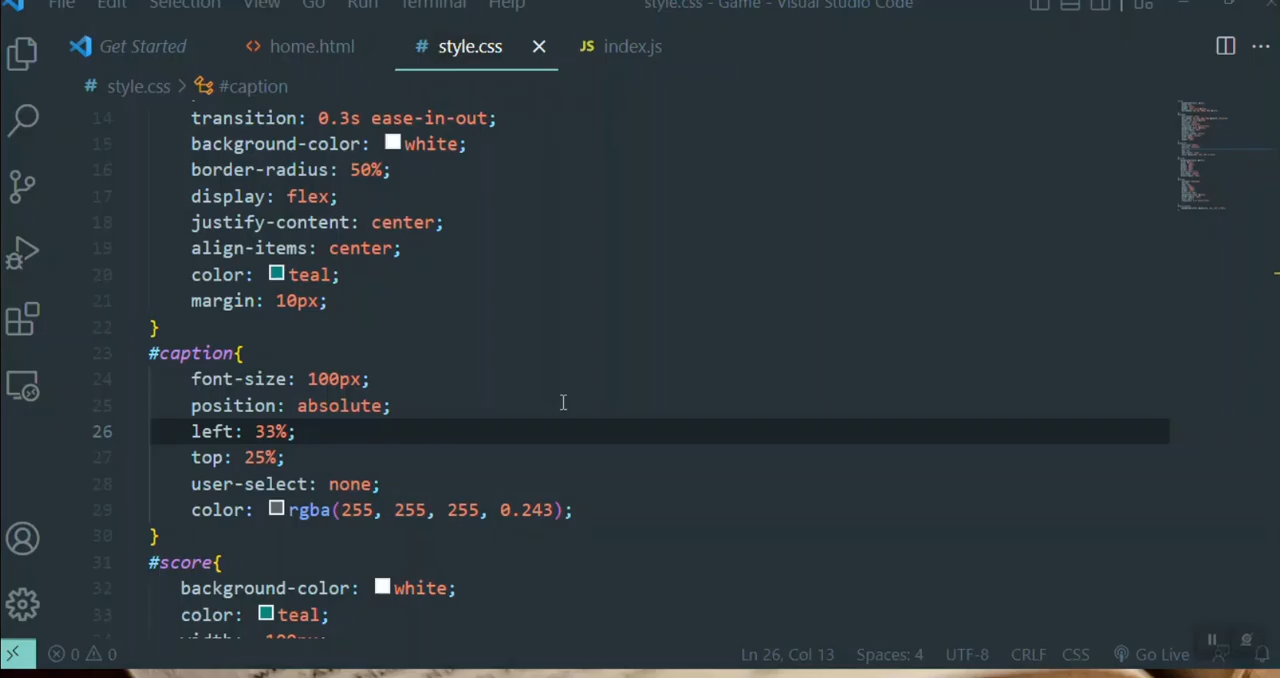 File Edit Selection View Go Run Terminal Help style.css - Game - Visual Studio Code
Get Started home.html # style.css JS index.js
# style.css > #caption
14 transition: 0.3s ease-in-out;
15 background-color: white;
16 border-radius: 50%;
17 display: flex;
18 justify-content: center;
19 align-items: center;
20 color: teal;
21 margin: 10px;
22 }
23 #caption{
24 font-size: 100px;
25 position: absolute;
26 left: 33%;
27 top: 25%;
28 user-select: none;
29 color: rgba(255, 255, 255, 0.243);
30 }
31 #score{
32 background-color: white;
33 color: teal;
34 width: 100px;
0 0 Ln 26, Col 13 Spaces: 4 UTF-8 CRLF CSS Go Live